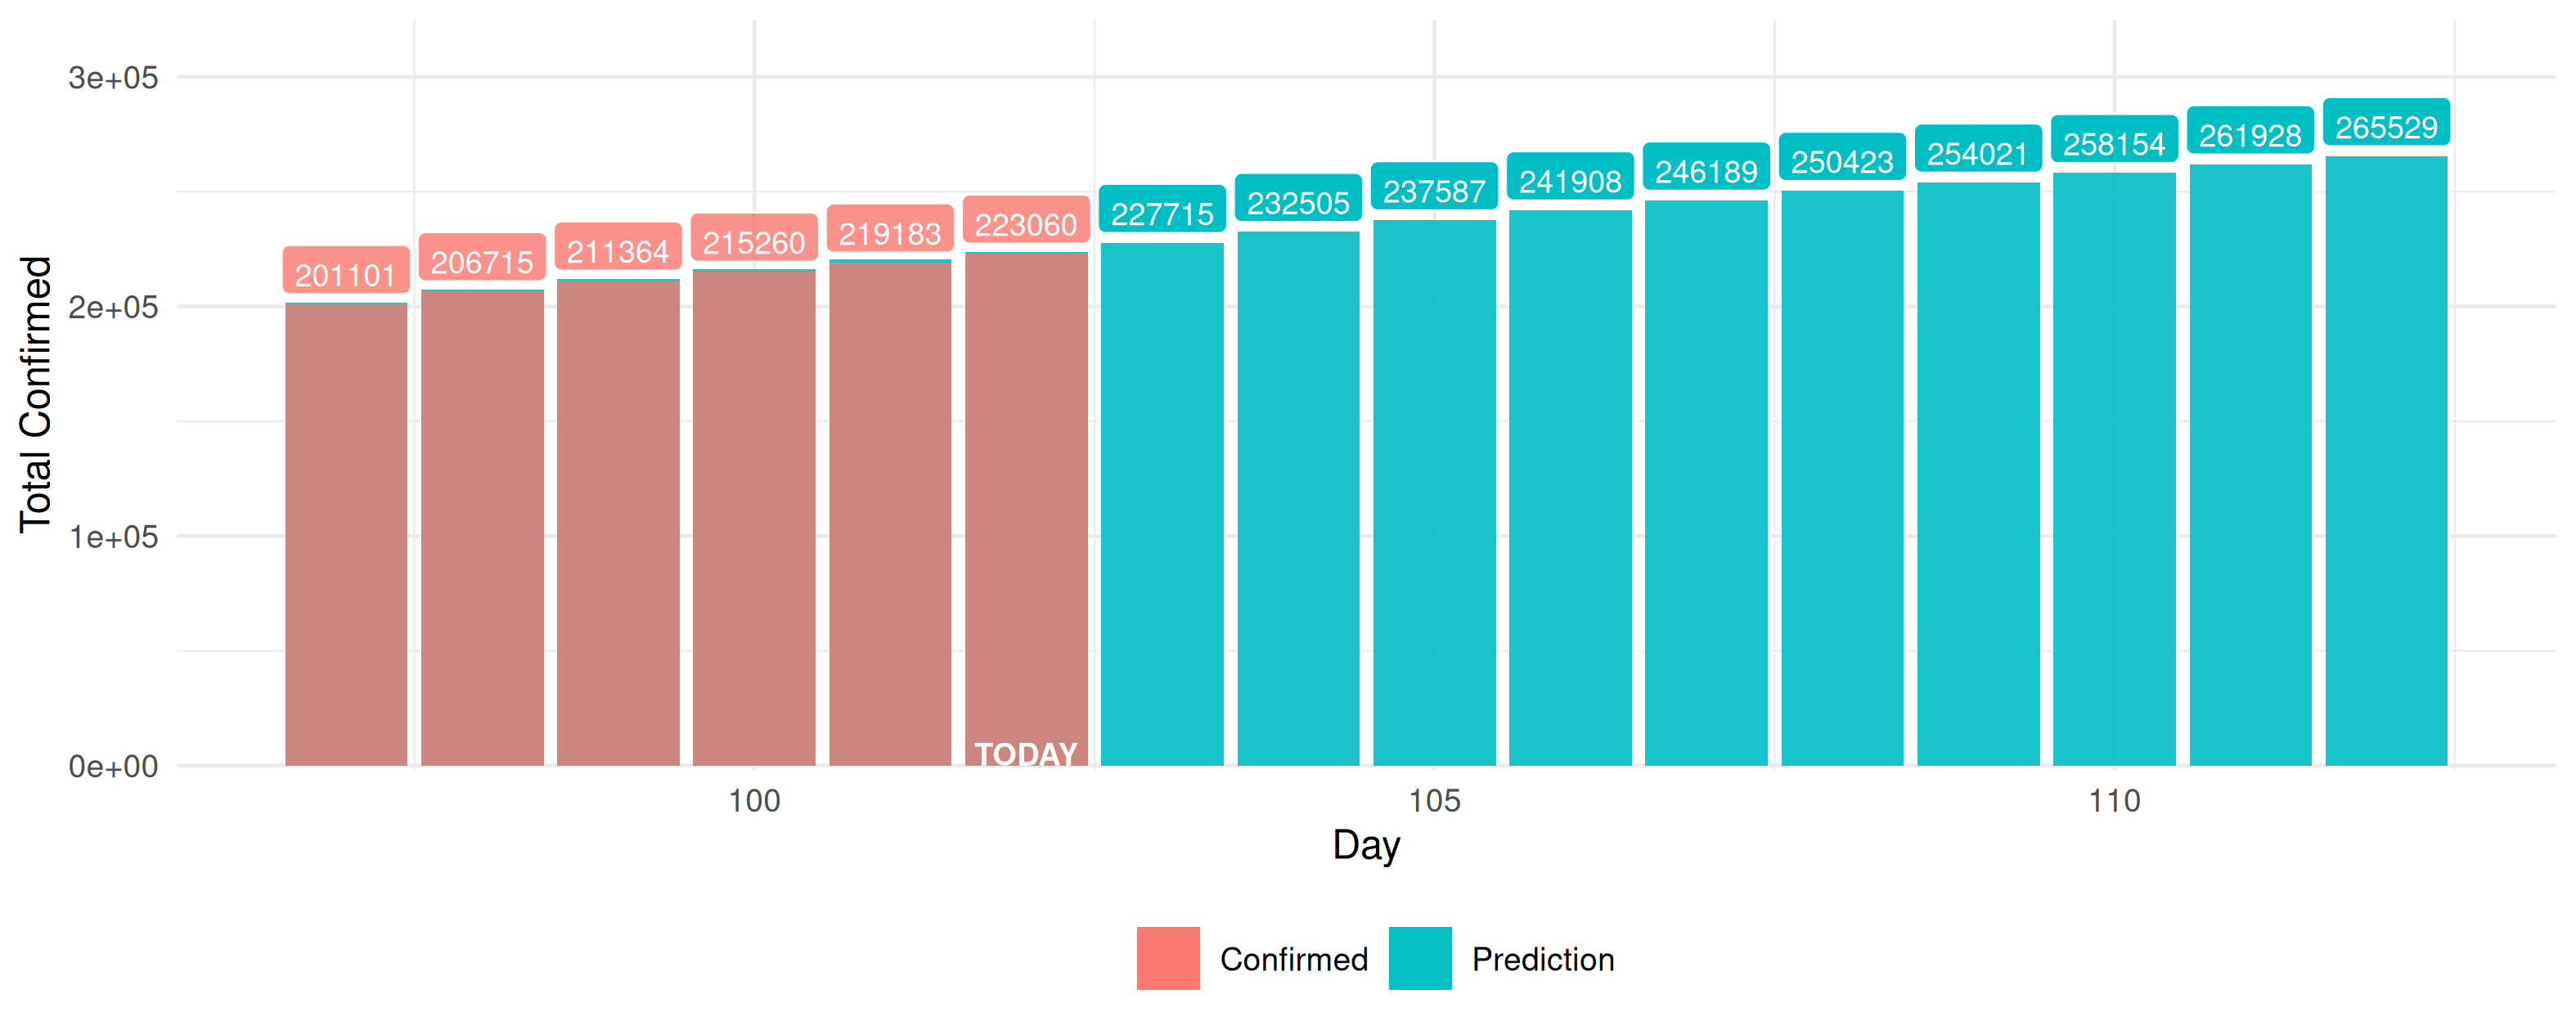 3e+05
2e+05
1e+05
0e+00
Total Confirmed
201101
206715
211364
215260
219183
223060
227715
232505
237587
241908
246189
250423
254021
258154
261928
265529
TODAY
100
105
110
Day
Confirmed
Prediction